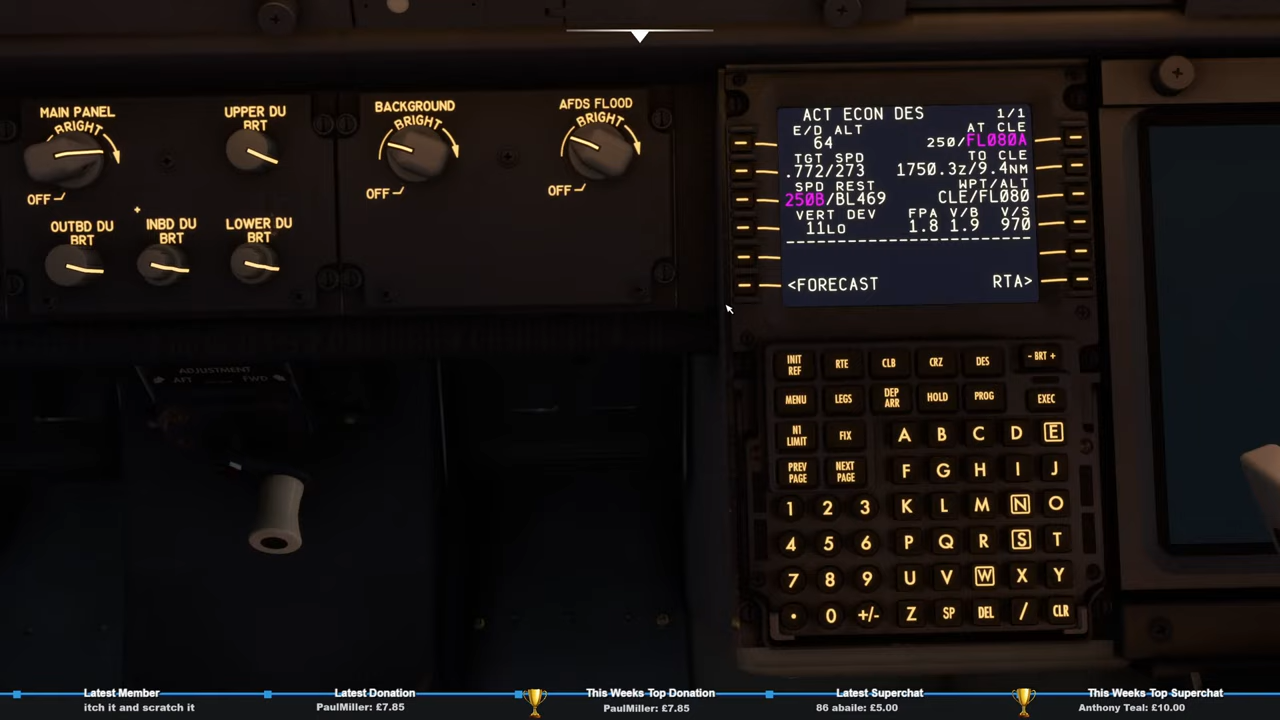 MAIN PANEL
BRIGHT
OFF
UPPER DU
BRT
OUTBD DU
BRT
INBD DU
BRT
LOWER DU
BRT
BACKGROUND
BRIGHT
OFF
AFDS FLOOD
BRIGHT
OFF
ADJUSTMENT
AFT FWD
ACT ECON DES 1/1
E/D ALT AT CLE
64 250/FL080A
TGT SPD TO CLE
.772/273 1750.3z/9.4NM
SPD REST WPT/ALT
250B/BL469 CLE/FL080
VERT DEV FPA V/B V/S
11LO 1.8 1.9 970
------------------------
<FORECAST RTA>
INIT REF RTE CLB CRZ DES - BRT +
MENU LEGS DEP ARR HOLD PROG EXEC
N1 LIMIT FIX A B C D E
PREV PAGE NEXT PAGE F G H I J
1 2 3 K L M N O
4 5 6 P Q R S T
7 8 9 U V W X Y
. 0 +/- Z SP DEL / CLR
Latest Member Latest Donation This Weeks Top Donation Latest Superchat This Weeks Top Superchat
itch it and scratch it PaulMiller: £7.85 PaulMiller: £7.85 86 abaile: £5.00 Anthony Teal: £10.00